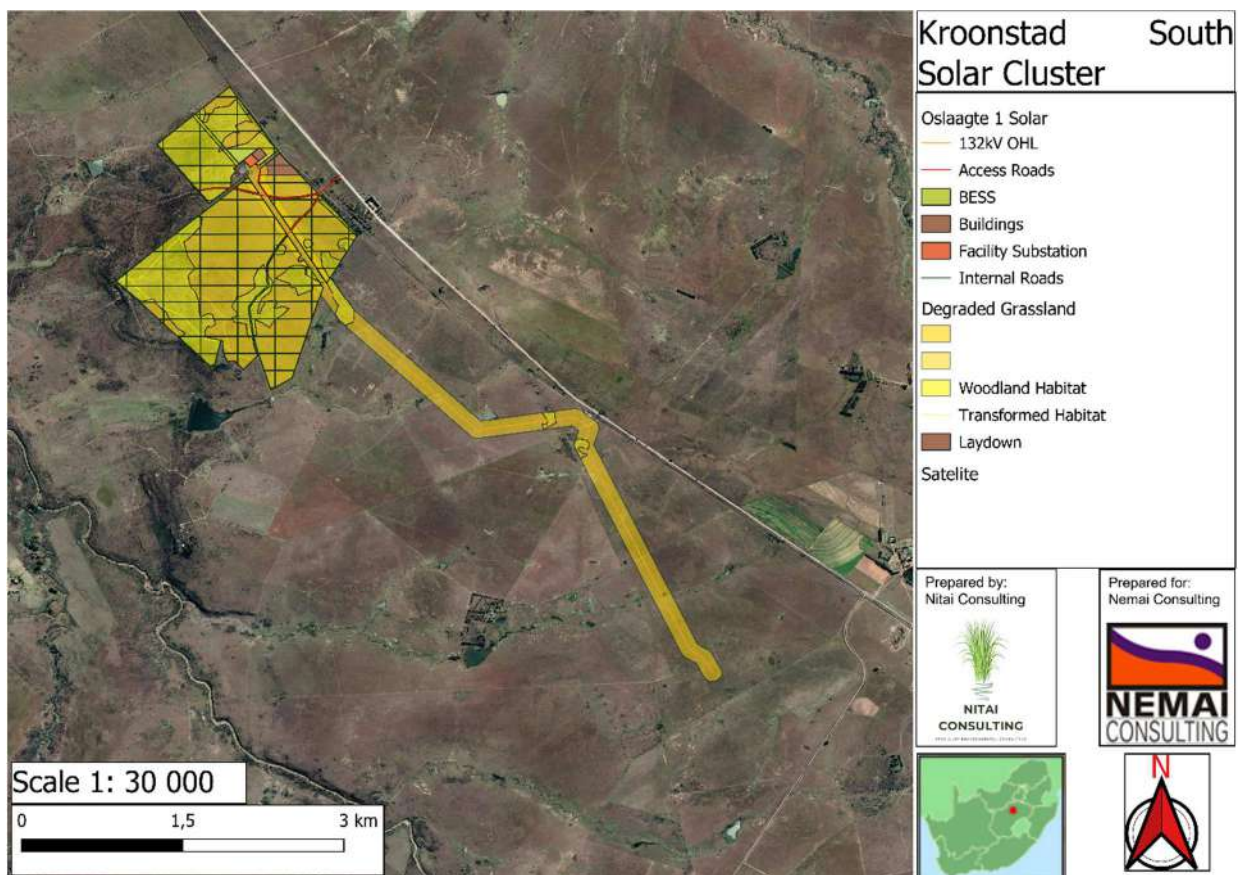 Kroonstad South
Solar Cluster
Oslaagte 1 Solar
132kV OHL
Access Roads
BESS
Buildings
Facility Substation
Internal Roads
Degraded Grassland
Woodland Habitat
Transformed Habitat
Laydown
Satelite
Prepared by:
Nitai Consulting
NITAI
CONSULTING
Prepared for:
Nemai Consulting
NEMAI
CONSULTING
N
Scale 1: 30 000
0 1,5 3 km